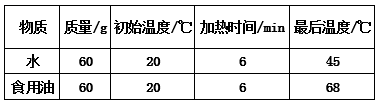 物质 质量/g 初始温度/℃ 加热时间/min 最后温度/℃
水 60 20 6 45
食用油 60 20 6 68